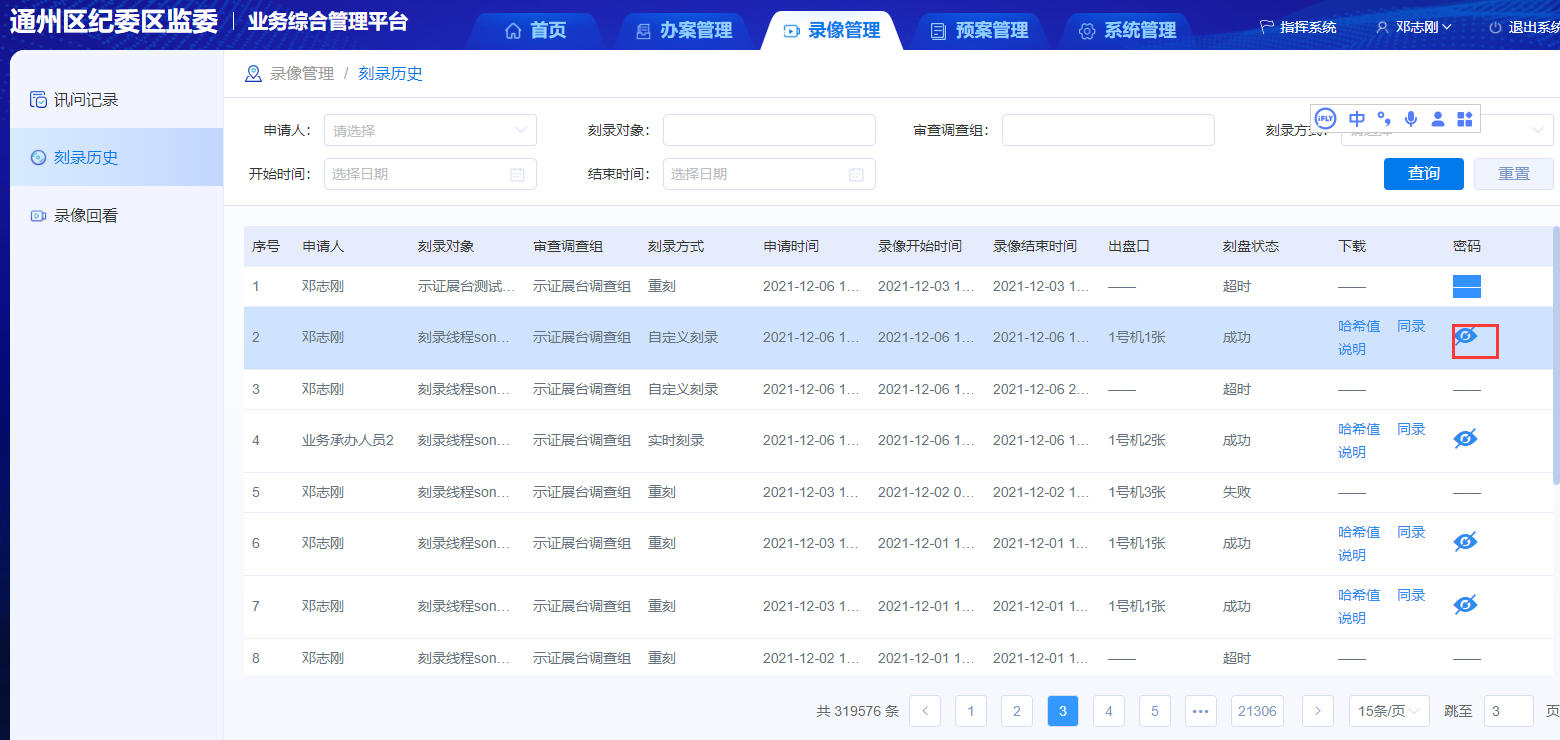 通州区纪委区监委 | 业务综合管理平台 首页 办案管理 录像管理 预案管理 系统管理 指挥系统 邓志刚 退出系统
讯问记录
刻录历史
录像回看
录像管理 / 刻录历史
申请人: 请选择 刻录对象: 审查调查组: 刻录方式: 请选择
iFLY 中
开始时间: 选择日期 结束时间: 选择日期 查询 重置
序号 申请人 刻录对象 审查调查组 刻录方式 申请时间 录像开始时间 录像结束时间 出盘口 刻盘状态 下载 密码
1 邓志刚 示证展台测试... 示证展台调查组 重刻 2021-12-06 1... 2021-12-03 1... 2021-12-03 1... —— 超时 —— ——
2 邓志刚 刻录线程son... 示证展台调查组 自定义刻录 2021-12-06 1... 2021-12-06 1... 2021-12-06 1... 1号机1张 成功 哈希值 同录
说明
3 邓志刚 刻录线程son... 示证展台调查组 自定义刻录 2021-12-06 1... 2021-12-06 1... 2021-12-06 2... —— 超时 —— ——
4 业务承办人员2 刻录线程son... 示证展台调查组 实时刻录 2021-12-06 1... 2021-12-06 1... 2021-12-06 1... 1号机2张 成功 哈希值 同录
说明
5 邓志刚 刻录线程son... 示证展台调查组 重刻 2021-12-03 1... 2021-12-02 0... 2021-12-02 1... 1号机3张 失败 —— ——
6 邓志刚 刻录线程son... 示证展台调查组 重刻 2021-12-03 1... 2021-12-01 1... 2021-12-01 1... 1号机1张 成功 哈希值 同录
说明
7 邓志刚 刻录线程son... 示证展台调查组 重刻 2021-12-03 1... 2021-12-01 1... 2021-12-01 1... 1号机1张 成功 哈希值 同录
说明
8 邓志刚 刻录线程son... 示证展台调查组 重刻 2021-12-02 1... 2021-12-01 1... 2021-12-01 1... —— 超时 —— ——
共 319576 条 < 1 2 3 4 5 ••• 21306 > 15条/页 跳至 3 页